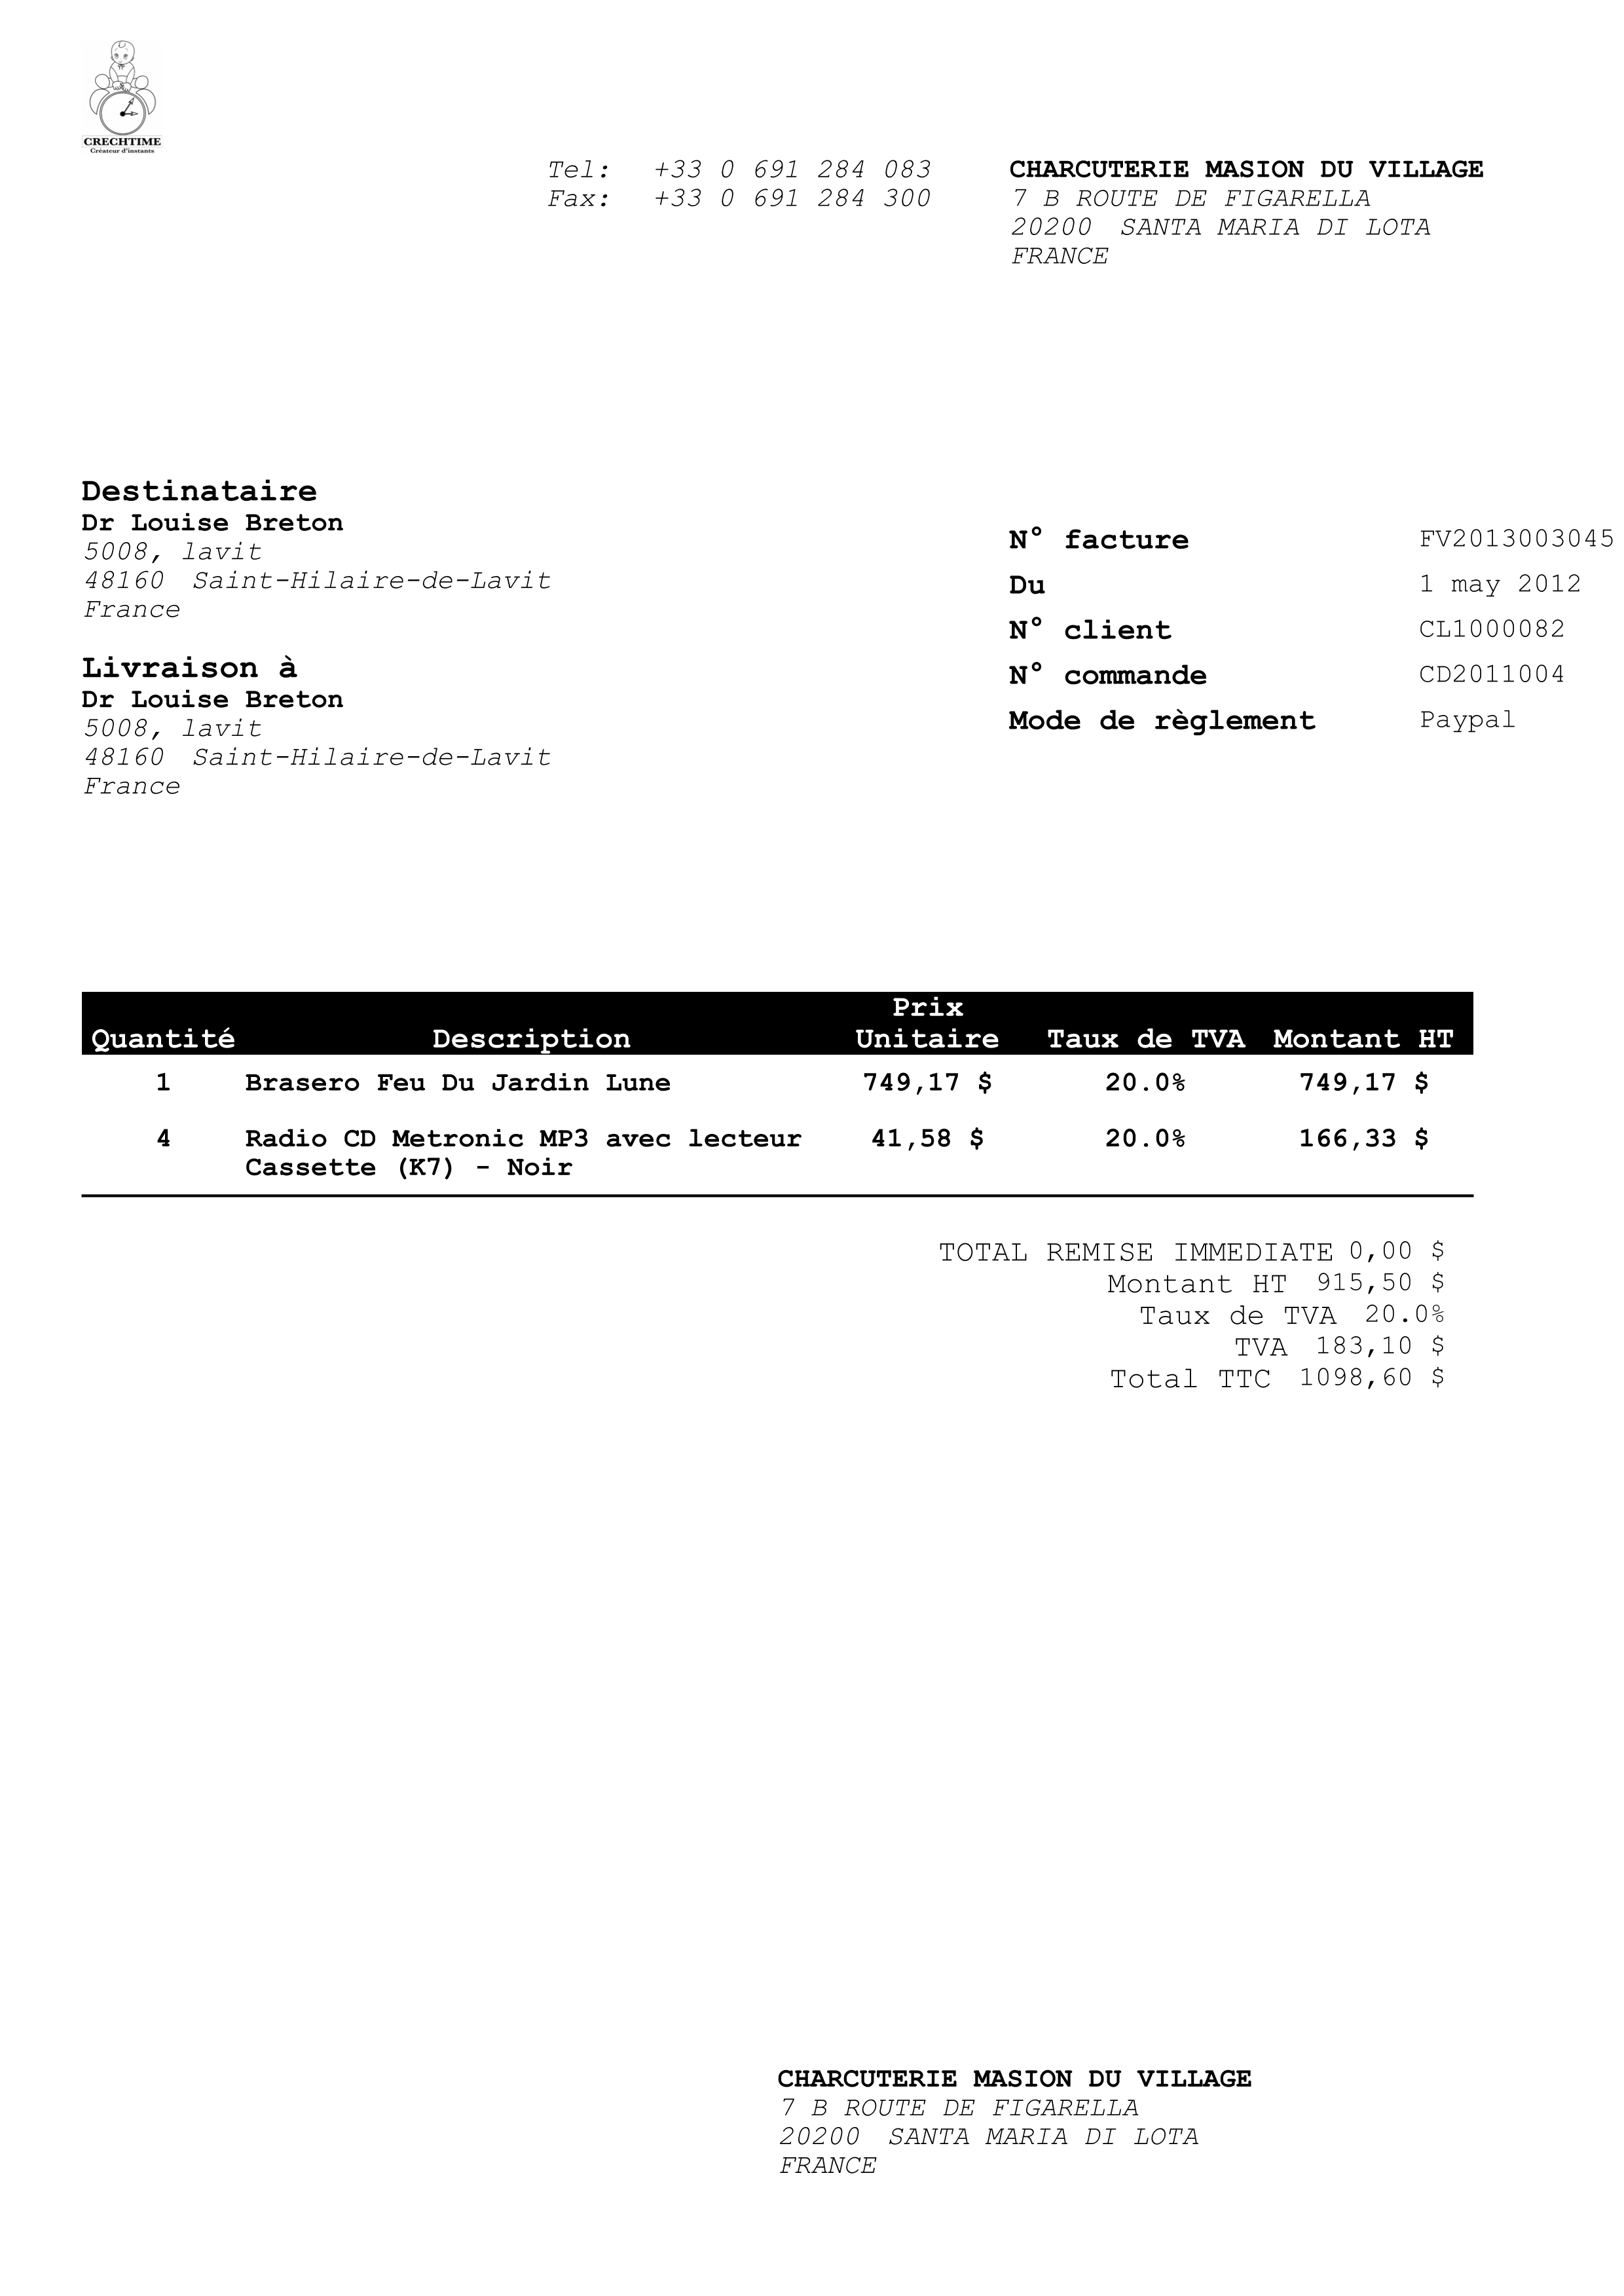 CRECHTIME
Créateur d'instants
Tel: +33 0 691 284 083
Fax: +33 0 691 284 300
CHARCUTERIE MASION DU VILLAGE
7 B ROUTE DE FIGARELLA
20200 SANTA MARIA DI LOTA
FRANCE
Destinataire
Dr Louise Breton
5008, lavit
48160 Saint-Hilaire-de-Lavit
France
Livraison à
Dr Louise Breton
5008, lavit
48160 Saint-Hilaire-de-Lavit
France
N° facture FV2013003045
Du 1 may 2012
N° client CL1000082
N° commande CD2011004
Mode de règlement Paypal
Quantité Description Prix Unitaire Taux de TVA Montant HT
1 Brasero Feu Du Jardin Lune 749,17 $ 20.0% 749,17 $
4 Radio CD Metronic MP3 avec lecteur 41,58 $ 20.0% 166,33 $
Cassette (K7) - Noir
TOTAL REMISE IMMEDIATE 0,00 $
Montant HT 915,50 $
Taux de TVA 20.0%
TVA 183,10 $
Total TTC 1098,60 $
CHARCUTERIE MASION DU VILLAGE
7 B ROUTE DE FIGARELLA
20200 SANTA MARIA DI LOTA
FRANCE